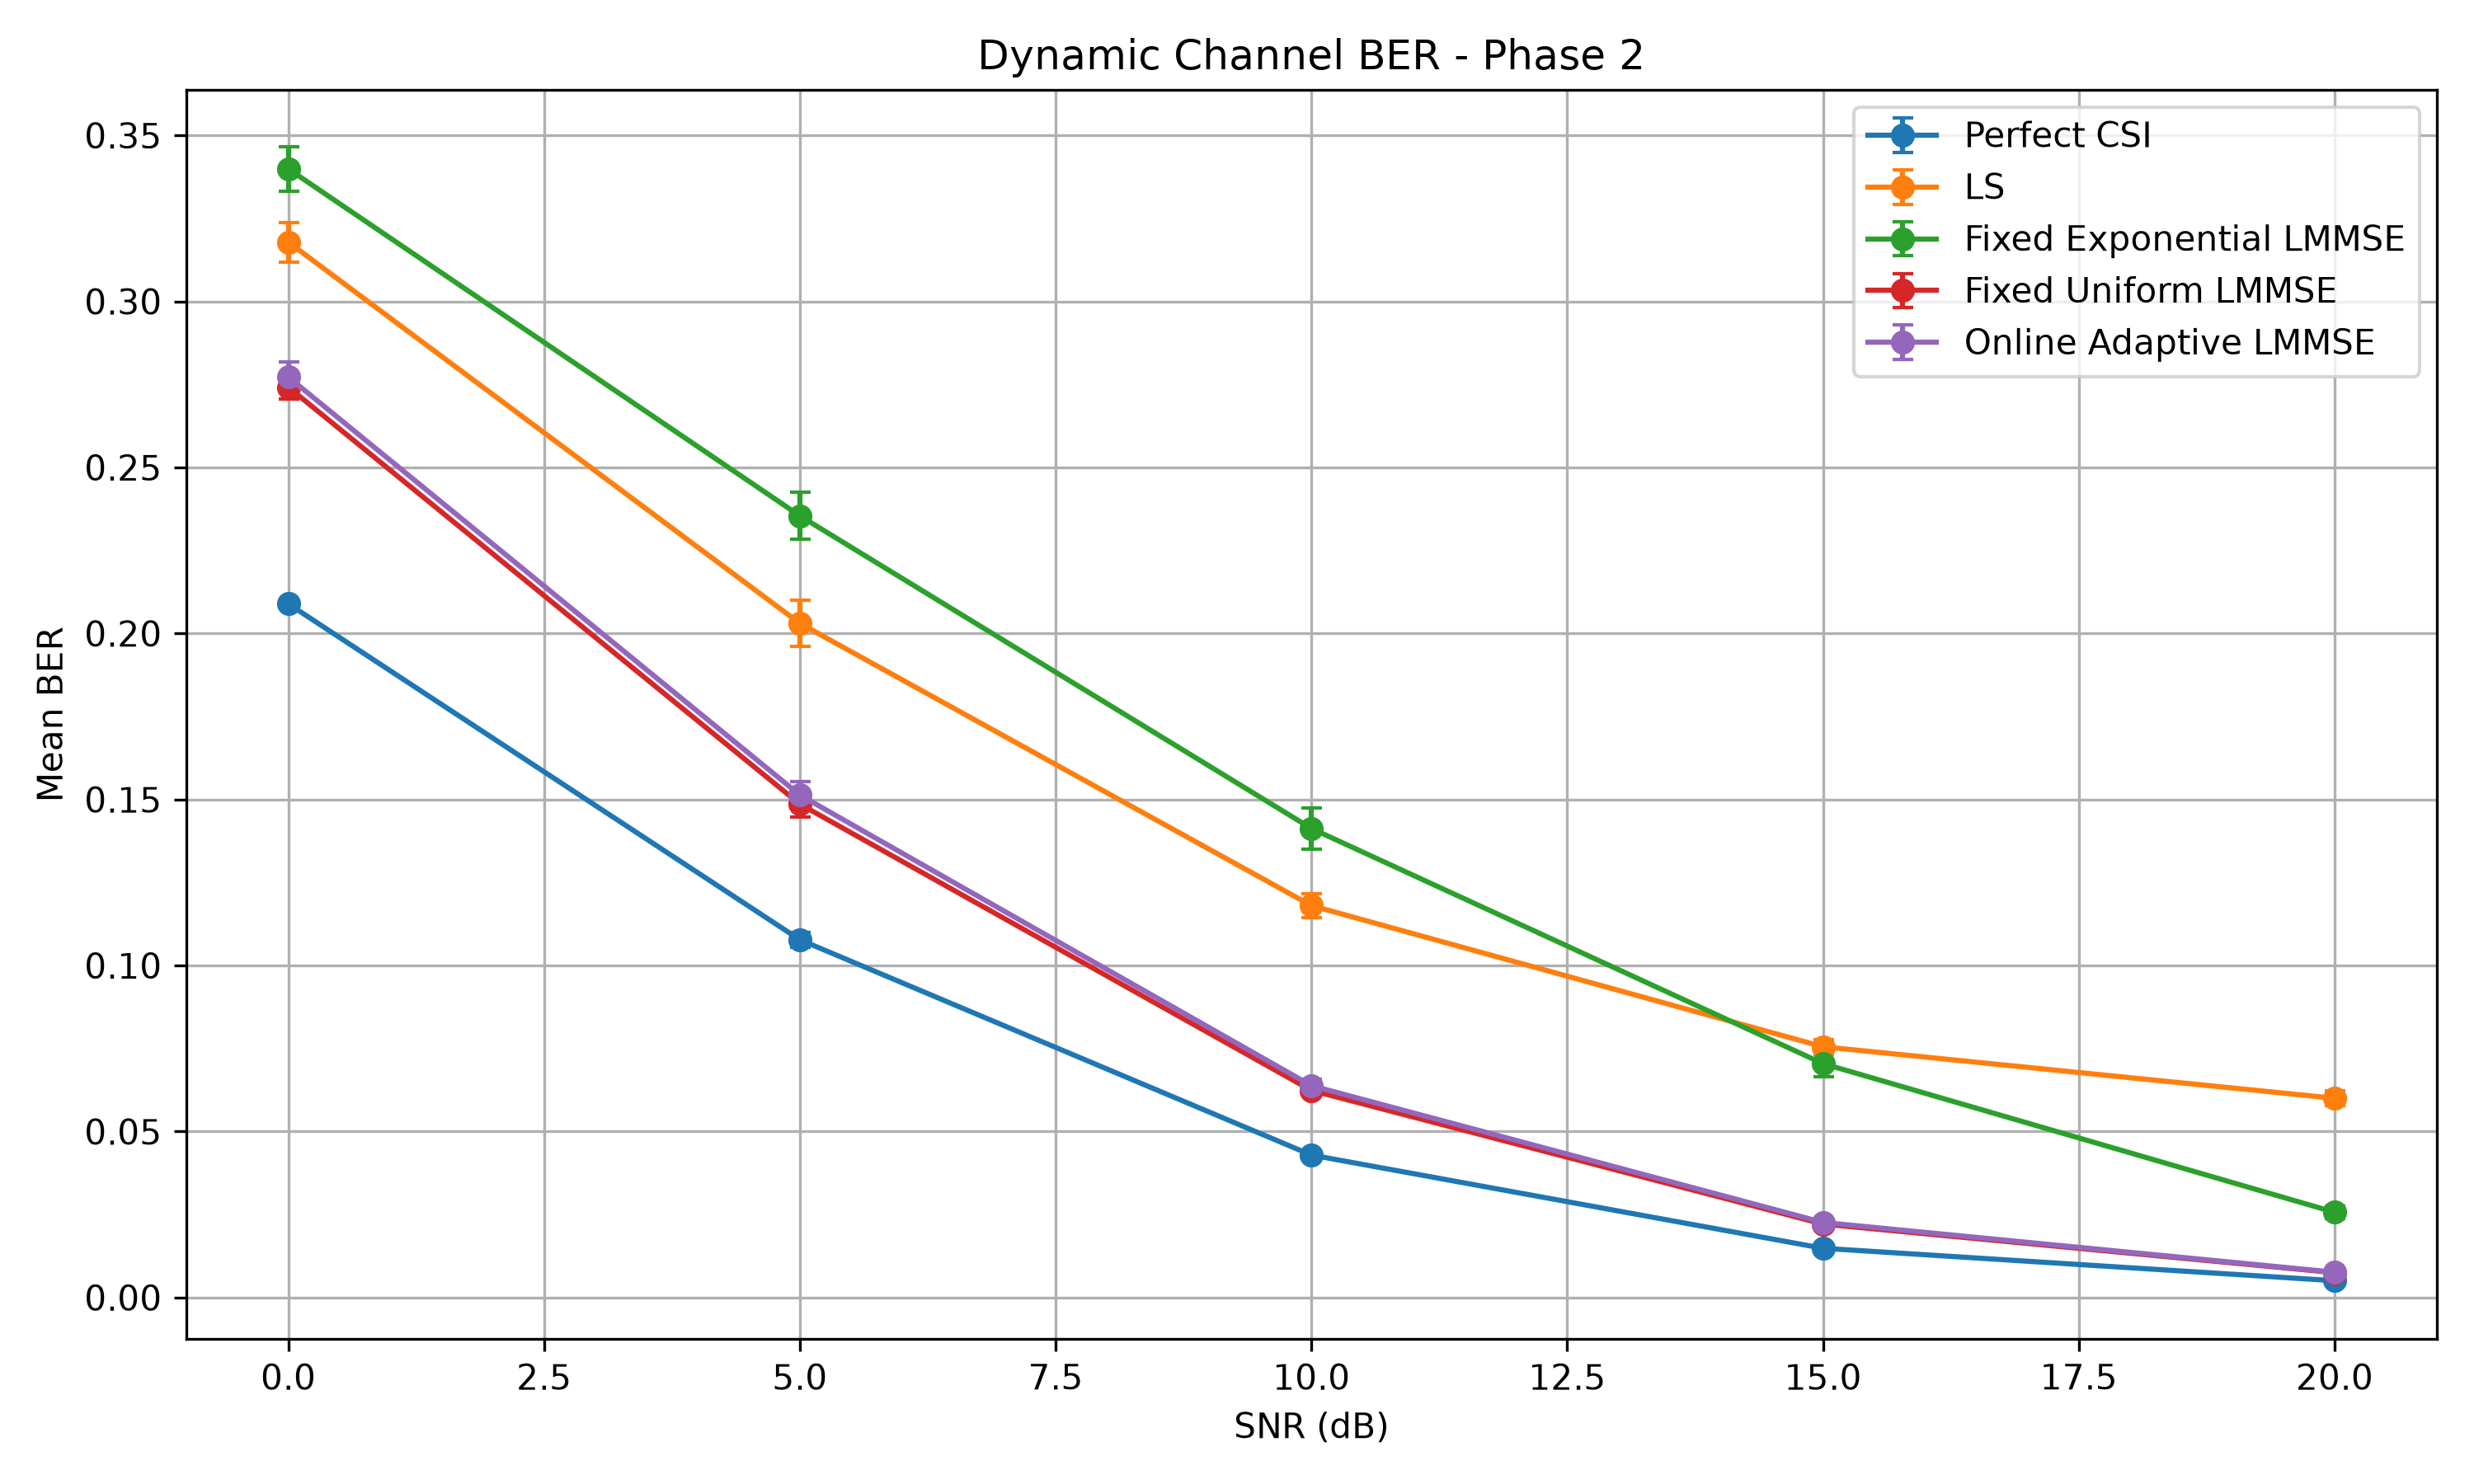 Dynamic Channel BER - Phase 2
Mean BER
0.35
0.30
0.25
0.20
0.15
0.10
0.05
0.00
Perfect CSI
LS
Fixed Exponential LMMSE
Fixed Uniform LMMSE
Online Adaptive LMMSE
0.0 2.5 5.0 7.5 10.0 12.5 15.0 17.5 20.0
SNR (dB)